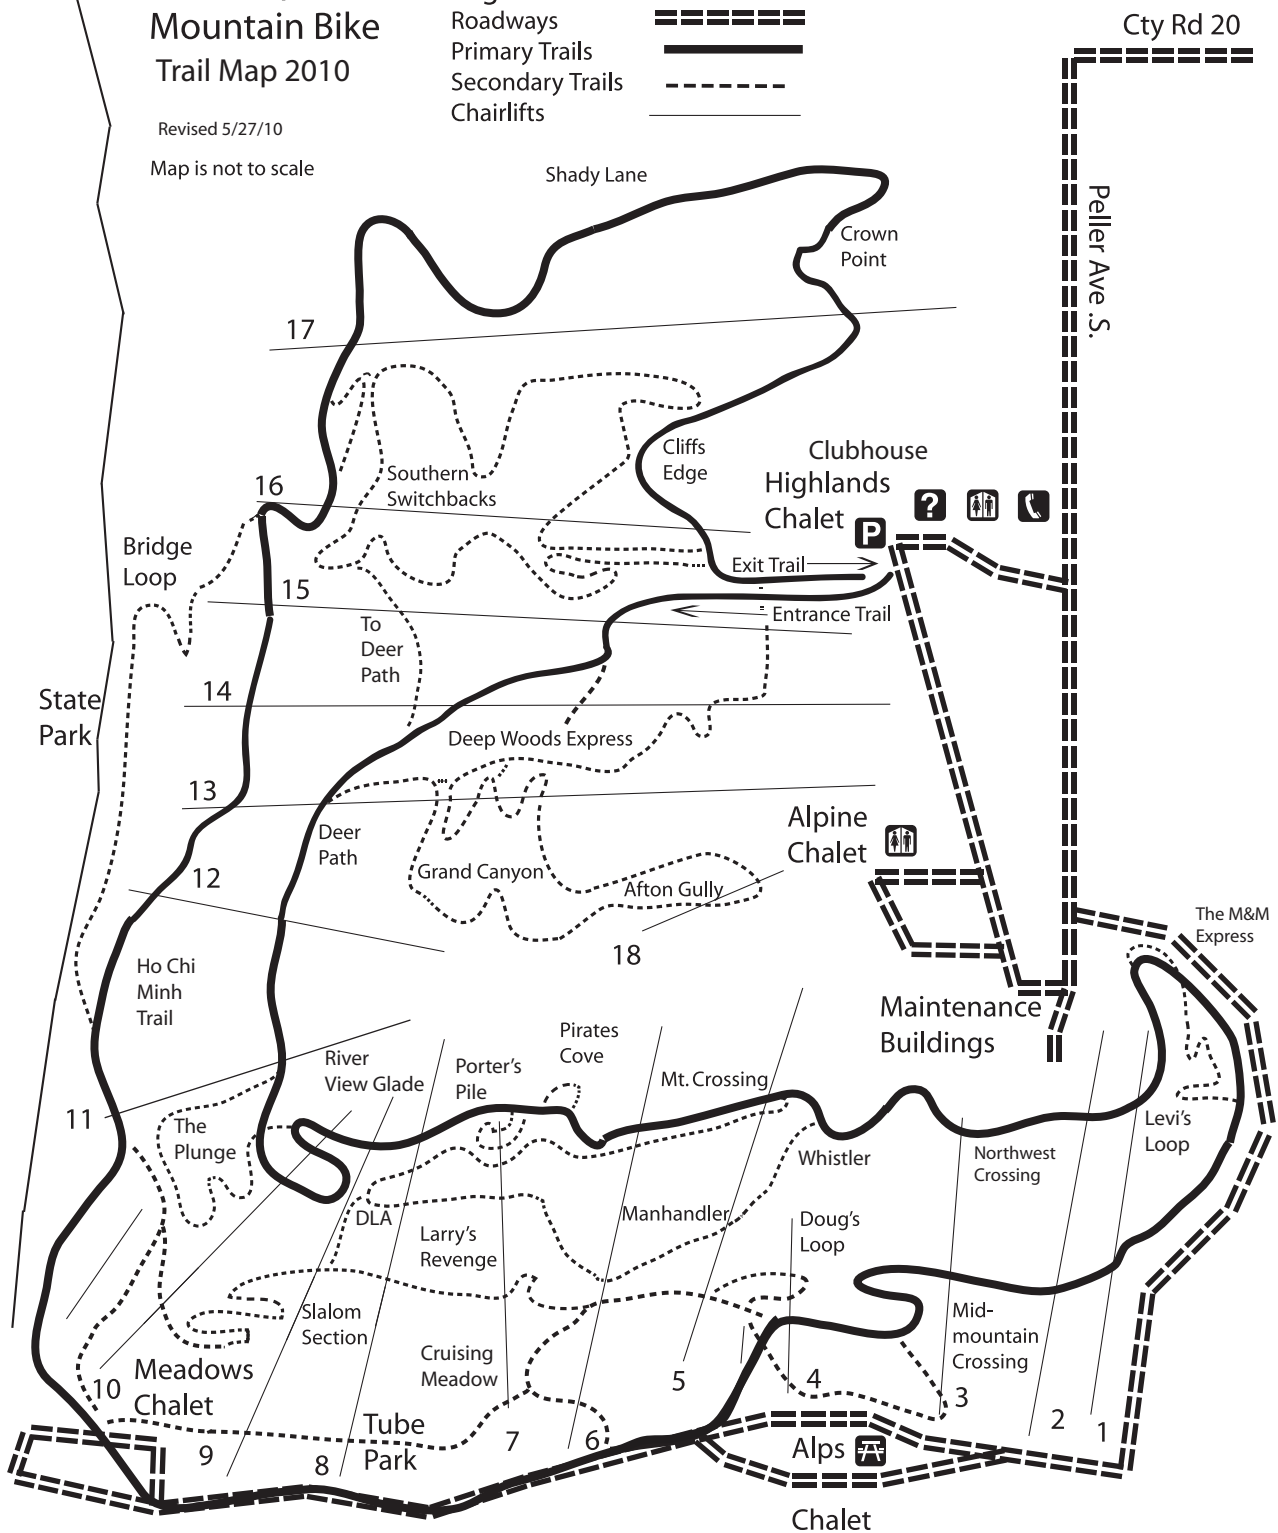 Mountain Bike
Trail Map 2010
Revised 5/27/10
Map is not to scale
Roadways
Primary Trails
Secondary Trails
Chairlifts
Cty Rd 20
Peller Ave .S.
Shady Lane
Crown
Point
17
Cliffs
Edge
Clubhouse
Highlands
Chalet
P
?
Southern
Switchbacks
16
Bridge
Loop
Exit Trail
15
Entrance Trail
To
Deer
Path
14
State
Park
Deep Woods Express
13
Deer
Path
Alpine
Chalet
12
Grand Canyon
Afton Gully
18
The M&M
Express
Ho Chi
Minh
Trail
Maintenance
Buildings
Pirates
Cove
River
View Glade
Porter's
Pile
Mt. Crossing
11
The
Plunge
Levi's
Loop
Whistler
Northwest
Crossing
DLA
Manhandler
Larry's
Revenge
Doug's
Loop
Slalom
Section
Mid-
mountain
Crossing
Cruising
Meadow
10
Meadows
Chalet
5
4
3
2
1
Tube
Park
9
8
7
6
Alps
Chalet